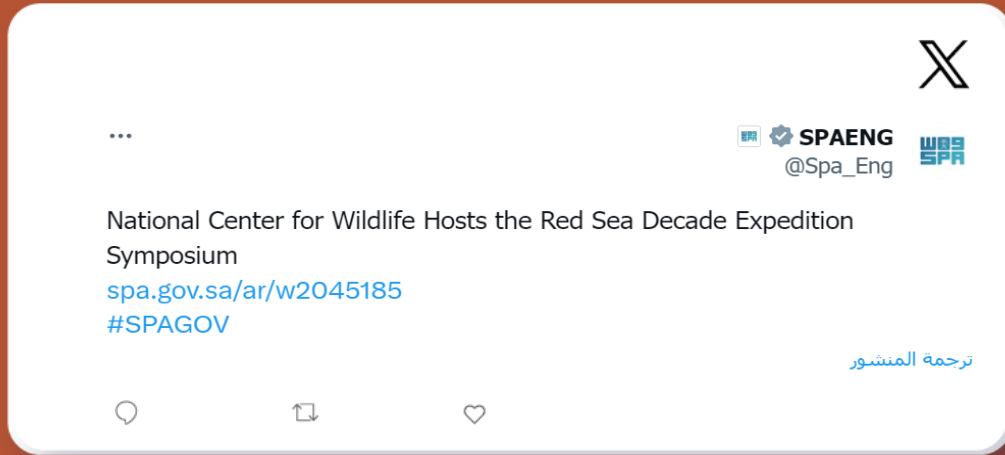 SPAENG
@Spa_Eng
National Center for Wildlife Hosts the Red Sea Decade Expedition
Symposium
spa.gov.sa/ar/w2045185
#SPAGOV
ترجمة المنشور